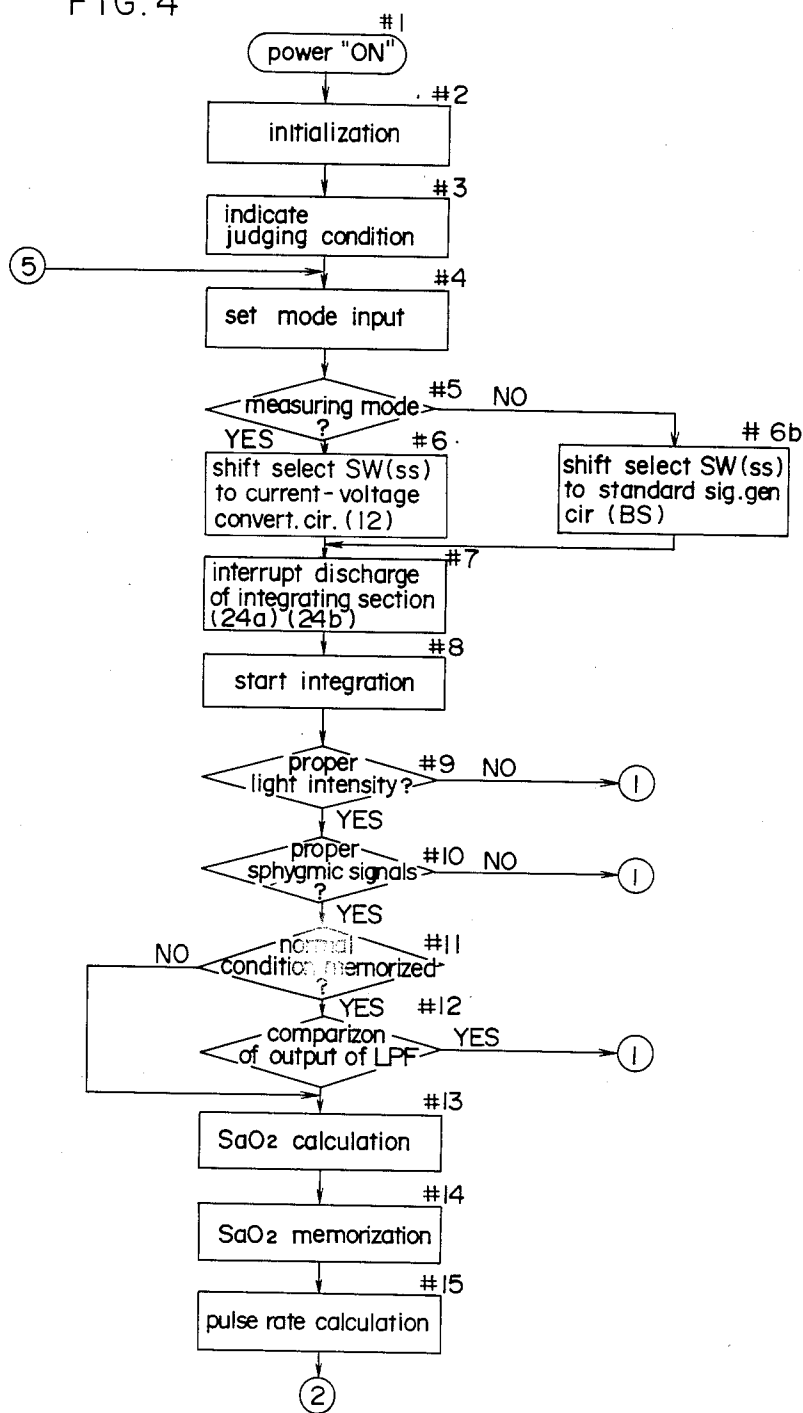 FIG. 4
#1
power "ON"
#2
initialization
#3
indicate
judging condition
5
#4
set mode input
#5
measuring mode
?
NO
YES
#6
shift select SW(ss)
to current-voltage
convert. cir. (12)
#6b
shift select SW(ss)
to standard sig.gen
cir (BS)
#7
interrupt discharge
of integrating section
(24a) (24b)
#8
start integration
#9
proper
light intensity?
NO
1
YES
#10
proper
sphygmic signals
?
NO
1
YES
#11
normal
condition memorized
?
NO
YES
#12
comparizon
of output of LPF
YES
1
#13
SaO2 calculation
#14
SaO2 memorization
#15
pulse rate calculation
2